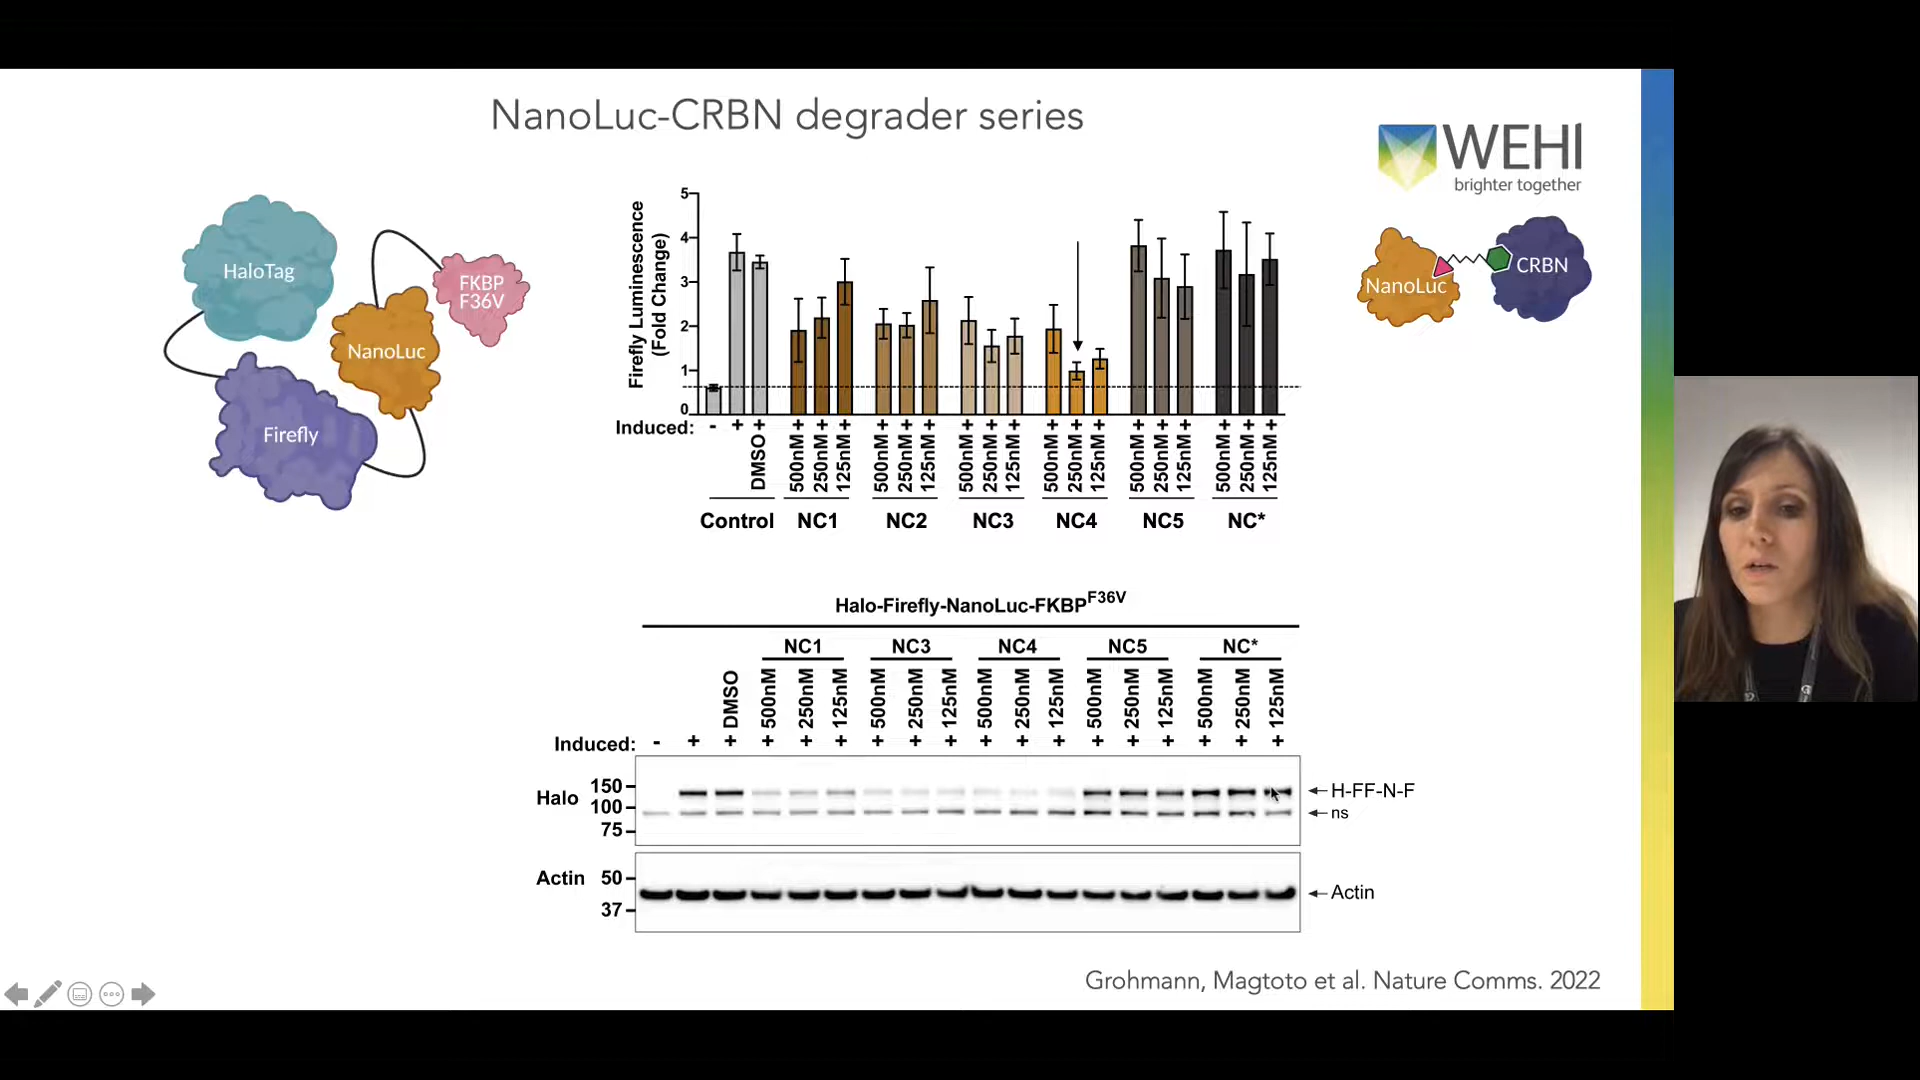 NanoLuc-CRBN degrader series
WEHI
brighter together
HaloTag
FKBP
F36V
NanoLuc
Firefly
NanoLuc
CRBN
Firefly Luminescence
(Fold Change)
5
4
3
2
1
0
Induced: - + + + + + + + + + + + + + + + + + + + +
DMSO 500nM 250nM 125nM 500nM 250nM 125nM 500nM 250nM 125nM 500nM 250nM 125nM 500nM 250nM 125nM 500nM 250nM 125nM
Control NC1 NC2 NC3 NC4 NC5 NC*
Halo-Firefly-NanoLuc-FKBP^F36V
NC1 NC3 NC4 NC5 NC*
DMSO 500nM 250nM 125nM 500nM 250nM 125nM 500nM 250nM 125nM 500nM 250nM 125nM 500nM 250nM 125nM
Induced: - + + + + + + + + + + + + + + + + +
Halo
150
100
75
H-FF-N-F
ns
Actin
50
37
Actin
Grohmann, Magtoto et al. Nature Comms. 2022